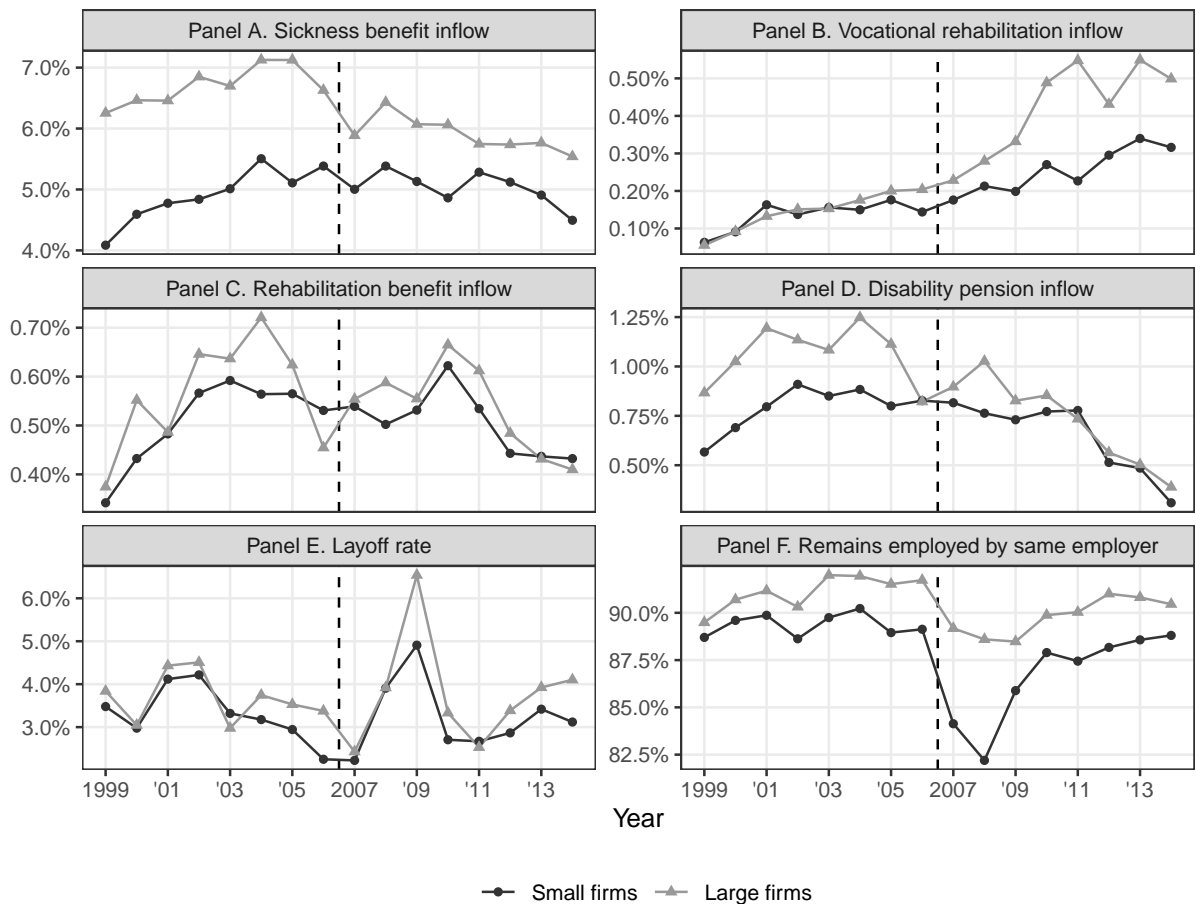 Panel A. Sickness benefit inflow
7.0%
6.0%
5.0%
4.0%
Panel B. Vocational rehabilitation inflow
0.50%
0.40%
0.30%
0.20%
0.10%
Panel C. Rehabilitation benefit inflow
0.70%
0.60%
0.50%
0.40%
Panel D. Disability pension inflow
1.25%
1.00%
0.75%
0.50%
Panel E. Layoff rate
6.0%
5.0%
4.0%
3.0%
1999 '01 '03 '05 2007 '09 '11 '13
Panel F. Remains employed by same employer
90.0%
87.5%
85.0%
82.5%
1999 '01 '03 '05 2007 '09 '11 '13
Year
Small firms Large firms